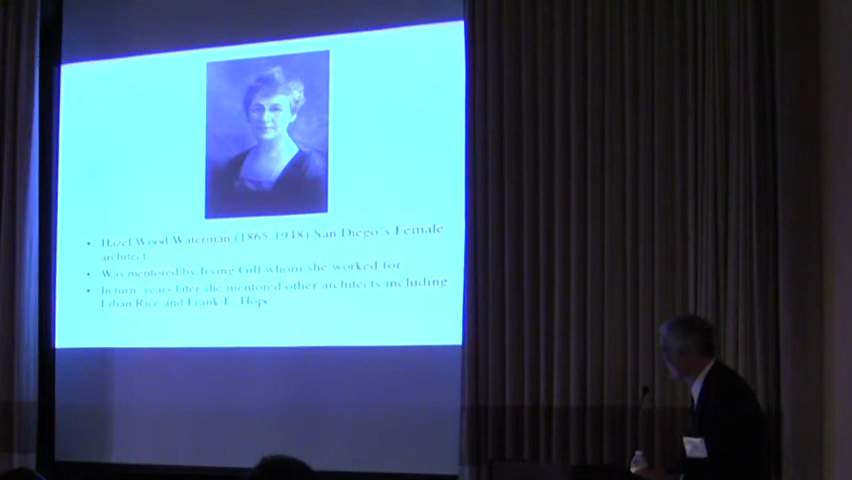 • Hazel Wood Waterman (1865-1948) San Diego's Female
architect
• Was mentored by Irving Gill whom she worked for
• In turn, years later she mentored other architects including
Lilian Rice and Frank L. Hope